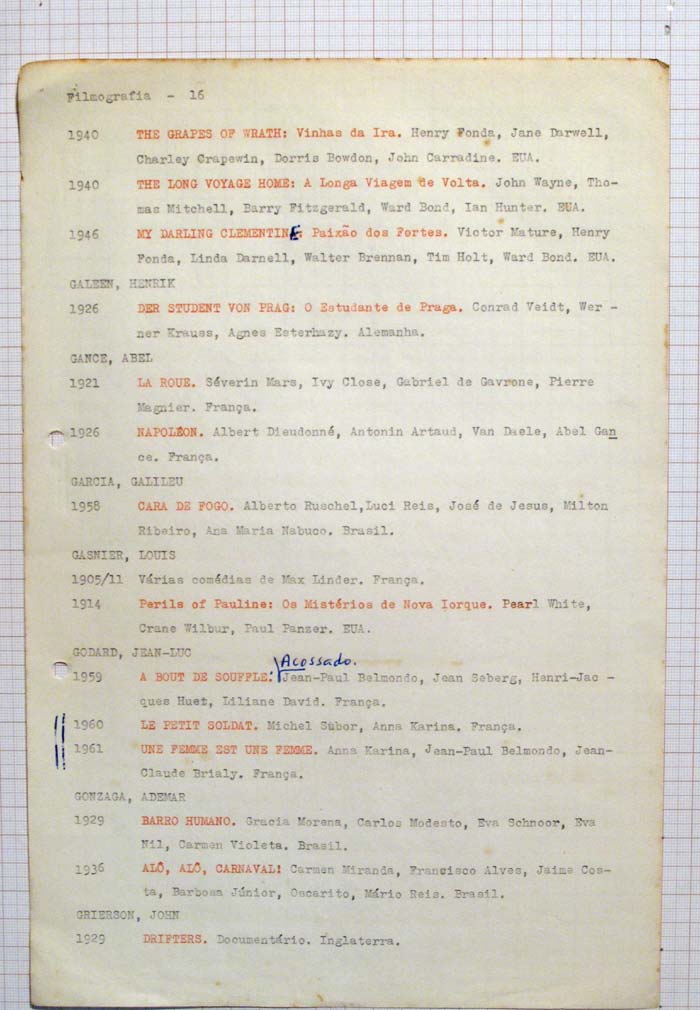 Filmografia - 16
1940 THE GRAPES OF WRATH: Vinhas da Ira. Henry Fonda, Jane Darwell,
Charley Grapewin, Dorris Bowdon, John Carradine. EUA.
1940 THE LONG VOYAGE HOME: A Longa Viagem de Volta. John Wayne, Tho-
mas Mitchell, Barry Fitzgerald, Ward Bond, Ian Hunter. EUA.
1946 MY DARLING CLEMENTINE: Paixão dos Fortes. Victor Mature, Henry
Fonda, Linda Darnell, Walter Brennan, Tim Holt, Ward Bond. EUA.
GALEEN, HENRIK
1926 DER STUDENT VON PRAG: O Estudante de Praga. Conrad Veidt, Wer -
ner Krauss, Agnes Esterhazy. Alemanha.
GANCE, ABEL
1921 LA ROUE. Séverin Mars, Ivy Close, Gabriel de Gavrone, Pierre
Magnier. França.
1926 NAPOLÉON. Albert Dieudonné, Antonin Artaud, Van Daele, Abel Gan
ce. França.
GARCIA, GALILEU
1958 CARA DE FOGO. Alberto Ruschel,Luci Reis, José de Jesus, Milton
Ribeiro, Ana Maria Nabuco. Brasil.
GASNIER, LOUIS
1905/11 Várias comédias de Max Linder. França.
1914 Perils of Pauline: Os Mistérios de Nova Iorque. Pearl White,
Crane Wilbur, Paul Panzer. EUA.
GODARD, JEAN-LUC
Acossado.
1959 A BOUT DE SOUFFLE: Jean-Paul Belmondo, Jean Seberg, Henri-Jac -
ques Huet, Liliane David. França.
1960 LE PETIT SOLDAT. Michel Subor, Anna Karina. França.
1961 UNE FEMME EST UNE FEMME. Anna Karina, Jean-Paul Belmondo, Jean-
Claude Brialy. França.
GONZAGA, ADEMAR
1929 BARRO HUMANO. Gracia Morena, Carlos Modesto, Eva Schnoor, Eva
Nil, Carmen Violeta. Brasil.
1936 ALÔ, ALÔ, CARNAVAL! Carmen Miranda, Francisco Alves, Jaime Cos-
ta, Barbosa Júnior, Oscarito, Mário Reis. Brasil.
GRIERSON, JOHN
1929 DRIFTERS. Documentário. Inglaterra.